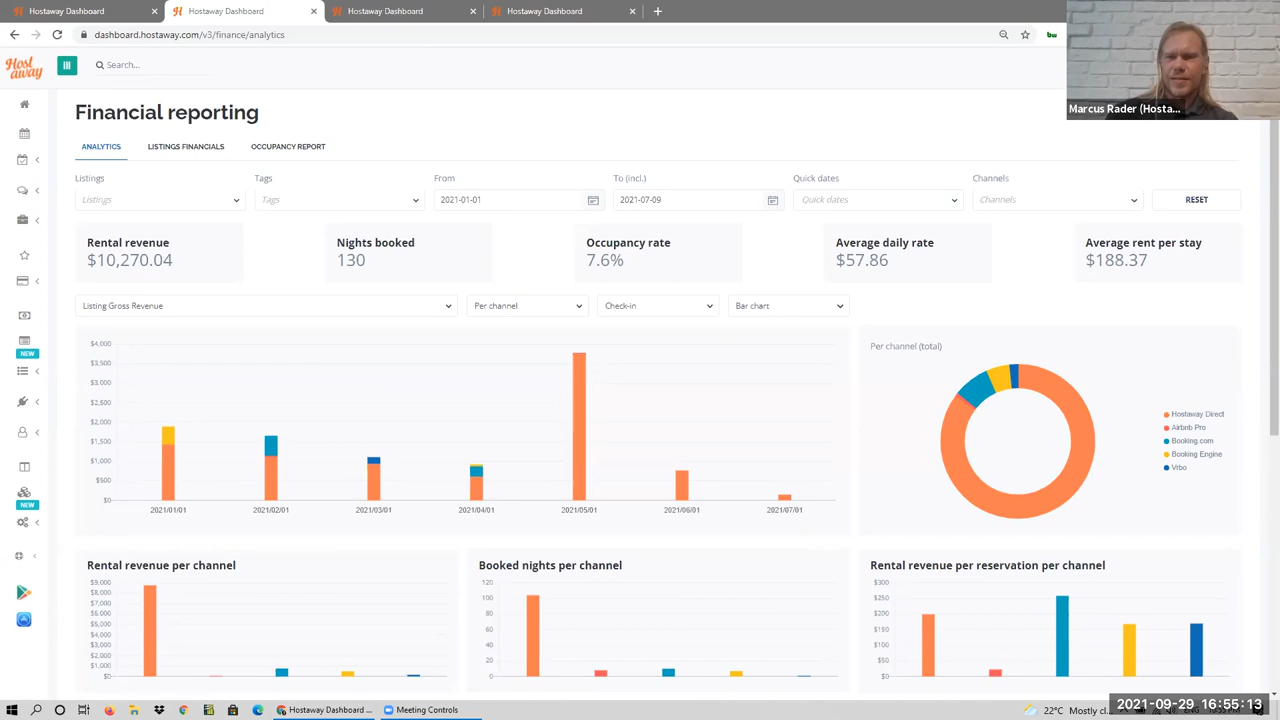 Hostaway Dashboard
Hostaway Dashboard
Hostaway Dashboard
Hostaway Dashboard
dashboard.hostaway.com/v3/finance/analytics
bw
Host
away
Search...
Marcus Rader (Hosta...
Financial reporting
ANALYTICS
LISTINGS FINANCIALS
OCCUPANCY REPORT
Listings
Tags
From
To (incl.)
Quick dates
Channels
Listings
Tags
2021-01-01
2021-07-09
Quick dates
Channels
RESET
Rental revenue
$10,270.04
Nights booked
130
Occupancy rate
7.6%
Average daily rate
$57.86
Average rent per stay
$188.37
Listing Gross Revenue
Per channel
Check-in
Bar chart
NEW
NEW
$4,000
$3,500
$3,000
$2,500
$2,000
$1,500
$1,000
$500
$0
2021/01/01
2021/02/01
2021/03/01
2021/04/01
2021/05/01
2021/06/01
2021/07/01
Per channel (total)
Hostaway Direct
Airbnb Pro
Booking.com
Booking Engine
Vrbo
Rental revenue per channel
$9,000
$8,000
$7,000
$6,000
$5,000
$4,000
$3,000
$2,000
$1,000
$0
Booked nights per channel
120
100
80
60
40
20
0
Rental revenue per reservation per channel
$300
$250
$200
$150
$100
$50
$0
Hostaway Dashboard ...
Meeting Controls
22°C Mostly cl...
2021-09-29 16:55:13